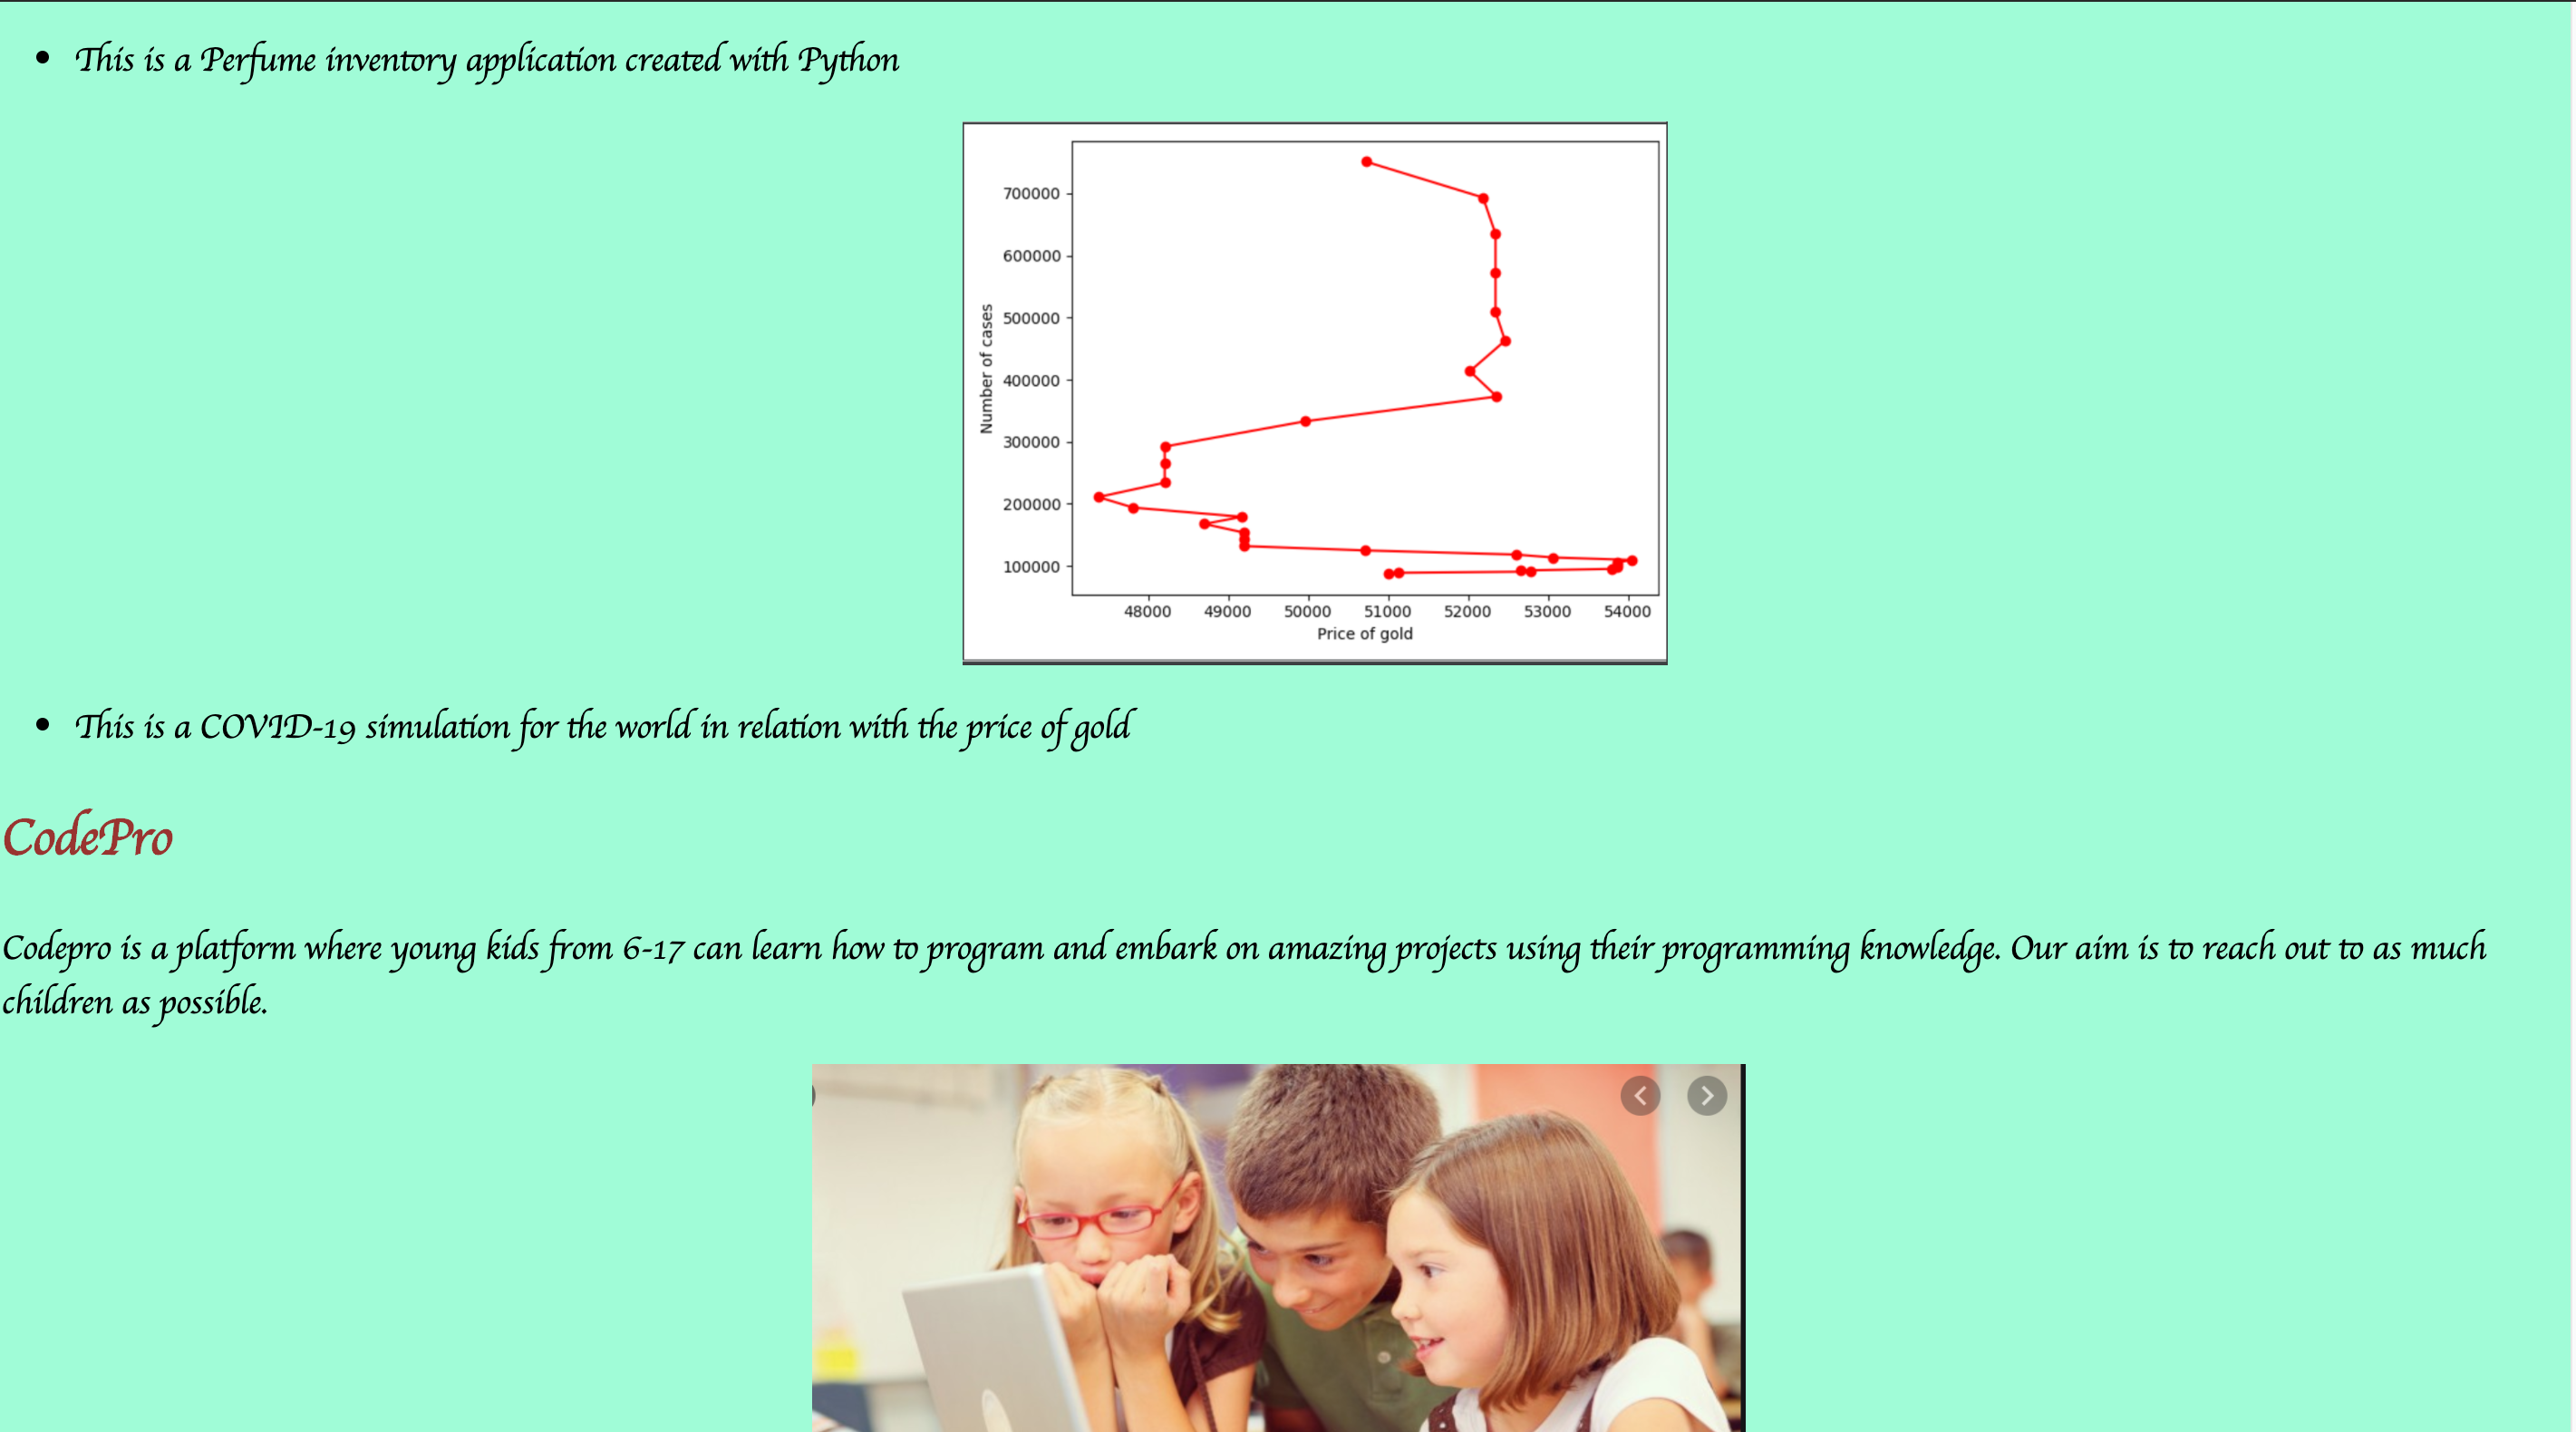 This is a Perfume inventory application created with Python
700000
600000
500000
400000
300000
200000
100000
Number of cases
48000 49000 50000 51000 52000 53000 54000
Price of gold
This is a COVID-19 simulation for the world in relation with the price of gold
CodePro
Codepro is a platform where young kids from 6-17 can learn how to program and embark on amazing projects using their programming knowledge. Our aim is to reach out to as much
children as possible.